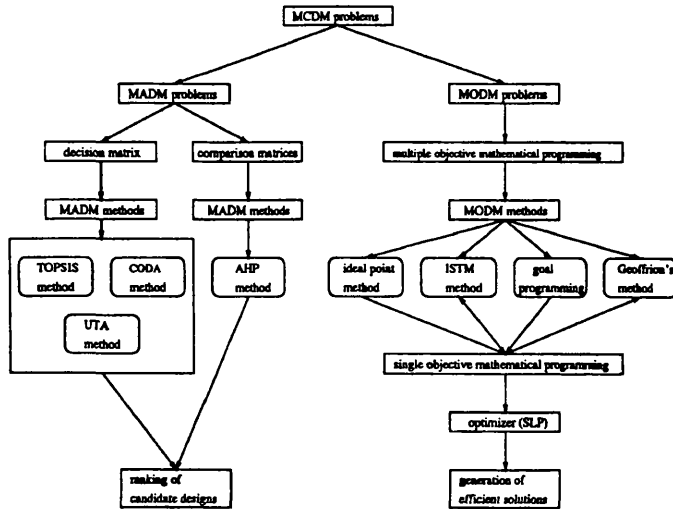 MCDM problems
MADM problems
MODM problems
decision matrix
comparison matrices
multiple objective mathematical programming
MADM methods
MADM methods
MODM methods
TOPSIS
method
CODA
method
AHP
method
ideal point
method
ISTM
method
goal
programming
Geoffrion's
method
UTA
method
single objective mathematical programming
optimizer (SLP)
ranking of
candidate designs
generation of
efficient solutions